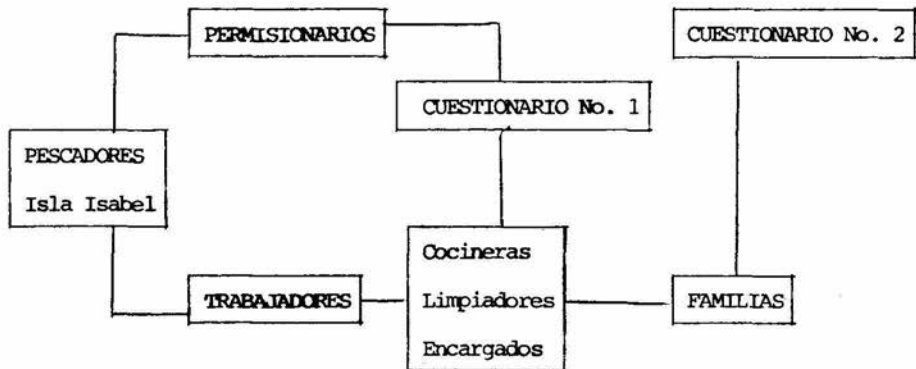 PERMISIONARIOS
CUESTIONARIO No. 2
CUESTIONARIO No. 1
PESCADORES
Isla Isabel
Cocineras
Limpiadores
Encargados
TRABAJADORES
FAMILIAS